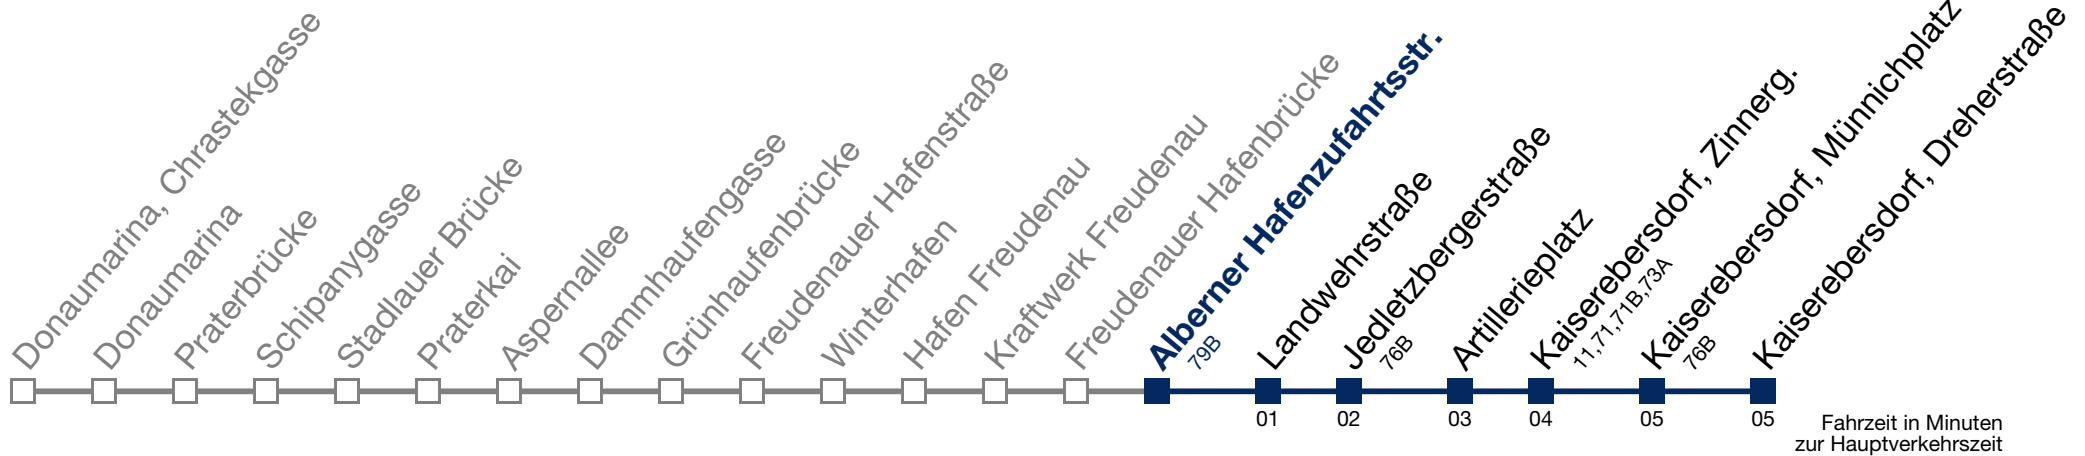 Donaumarina, Chrastekgasse
Donaumarina
Praterbrücke
Schipanygasse
Stadlauer Brücke
Praterkai
Aspernallee
Dammhaufengasse
Grünhaufenbrücke
Freudenauer Hafenstraße
Winterhafen
Hafen Freudenau
Kraftwerk Freudenau
Freudenauer Hafenbrücke
Alberner Hafenzufahrtsstr.
79B
Landwehrstraße
01
Jedletzbergerstraße
76B
02
Artillerieplatz
03
Kaiserebersdorf, Zinnerg.
11,71,71B,73A
04
Kaiserebersdorf, Münnichplatz
76B
05
Kaiserebersdorf, Dreherstraße
05
Fahrzeit in Minuten
zur Hauptverkehrszeit